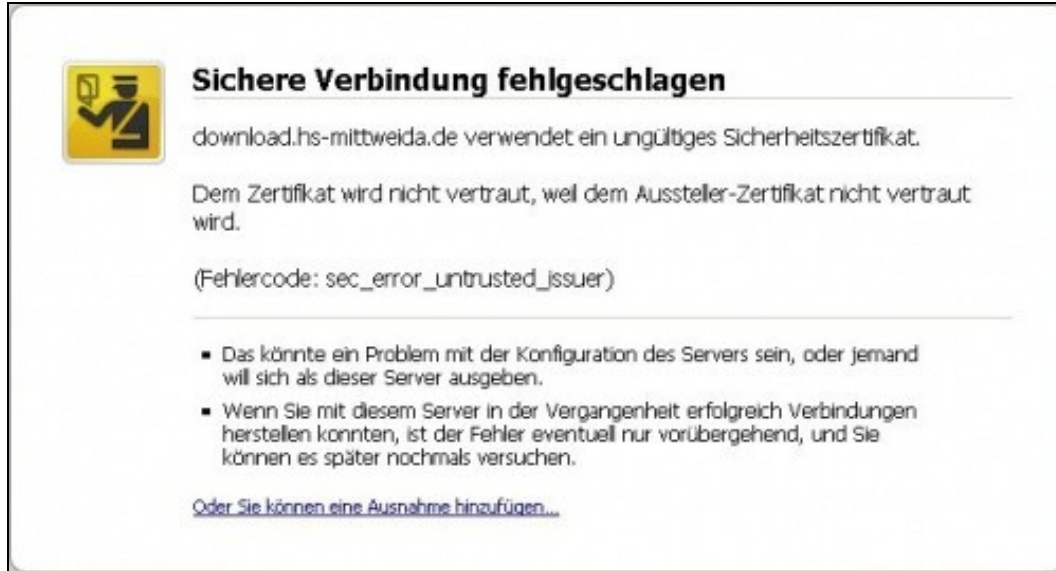 Sichere Verbindung fehlgeschlagen
download.hs-mittweida.de verwendet ein ungültiges Sicherheitszertifikat.
Dem Zertifikat wird nicht vertraut, weil dem Aussteller-Zertifikat nicht vertraut
wird.
(Fehlercode: sec_error_untrusted_issuer)
▪ Das könnte ein Problem mit der Konfiguration des Servers sein, oder jemand
will sich als dieser Server ausgeben.
▪ Wenn Sie mit diesem Server in der Vergangenheit erfolgreich Verbindungen
herstellen konnten, ist der Fehler eventuell nur vorübergehend, und Sie
können es später nochmals versuchen.
Oder Sie können eine Ausnahme hinzufügen...